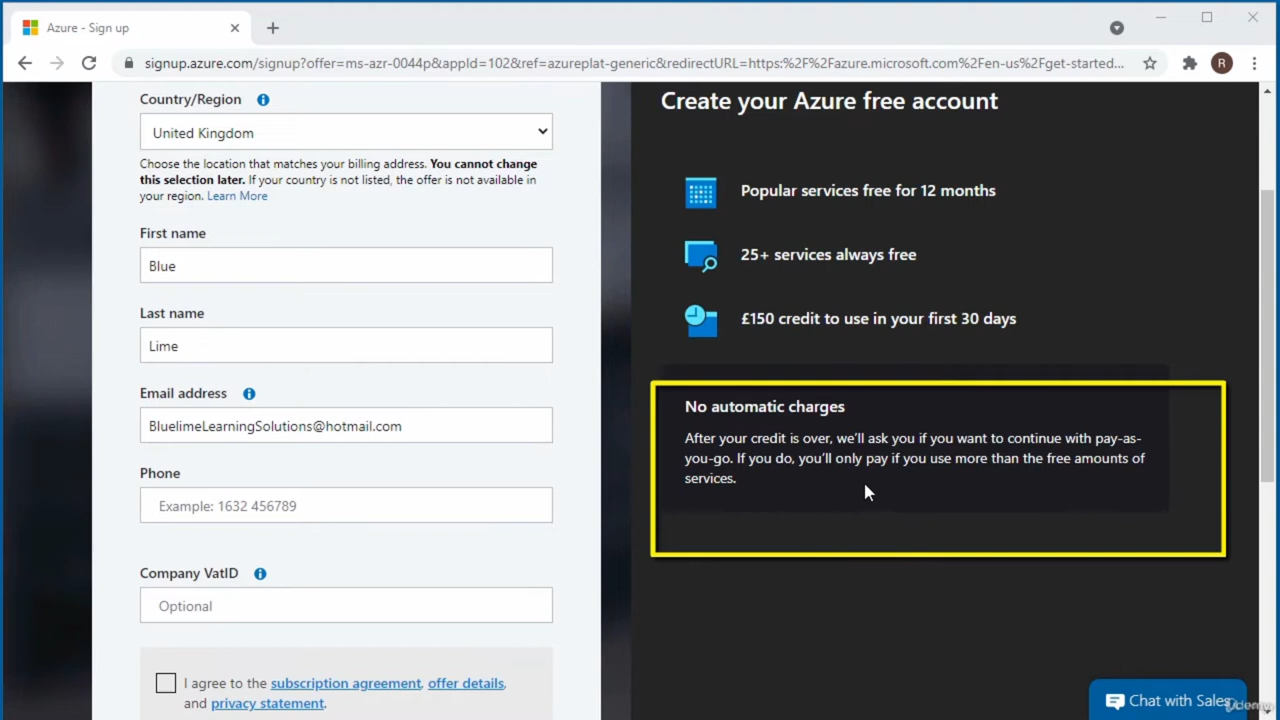 Azure - Sign up
signup.azure.com/signup?offer=ms-azr-0044p&appId=102&ref=azureplat-generic&redirectURL=https:%2F%2Fazure.microsoft.com%2Fen-us%2Fget-started...
R
Country/Region
United Kingdom
Choose the location that matches your billing address. You cannot change
this selection later. If your country is not listed, the offer is not available in
your region. Learn More
First name
Blue
Last name
Lime
Email address
BluelimeLearningSolutions@hotmail.com
Phone
Example: 1632 456789
Company VatID
Optional
I agree to the subscription agreement, offer details,
and privacy statement.
Create your Azure free account
Popular services free for 12 months
25+ services always free
£150 credit to use in your first 30 days
No automatic charges
After your credit is over, we'll ask you if you want to continue with pay-as-
you-go. If you do, you'll only pay if you use more than the free amounts of
services.
Chat with Sales
Udemy